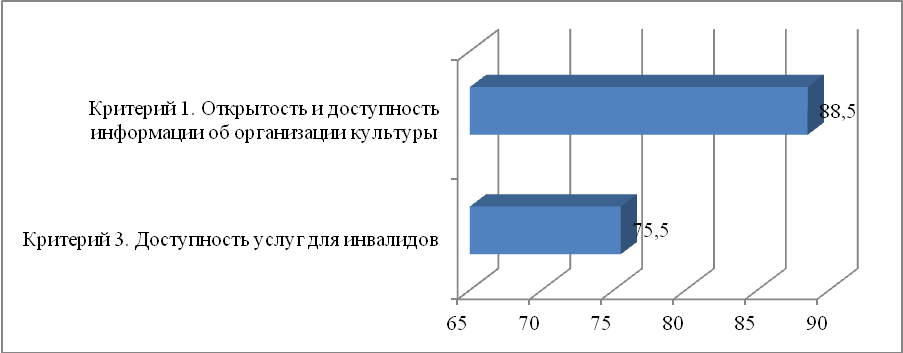 Критерий 1. Открытость и доступность
информации об организации культуры
88,5
Критерий 3. Доступность услуг для инвалидов
75,5
65 70 75 80 85 90